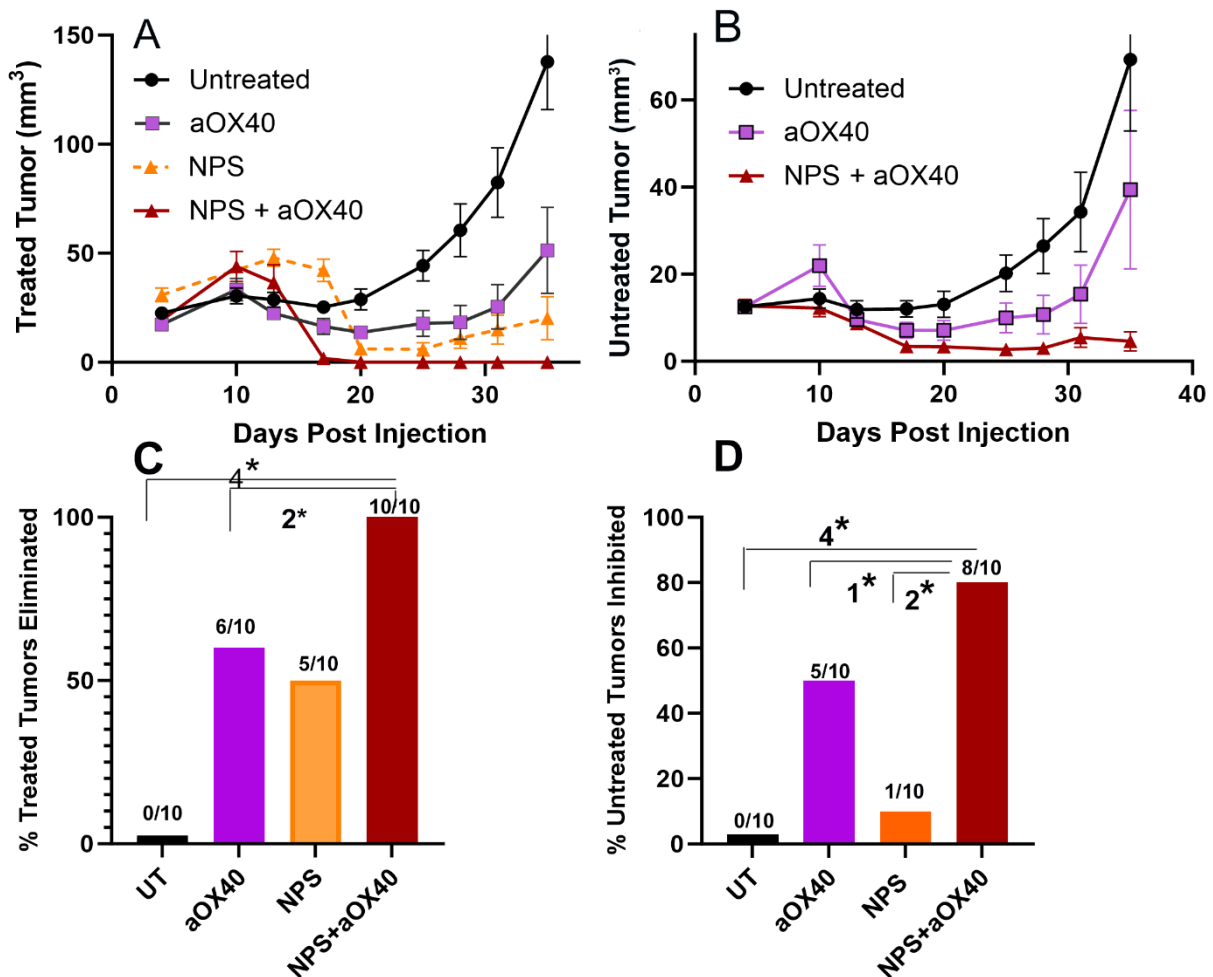 A
Treated Tumor (mm³)
150
100
50
0
Untreated
aOX40
NPS
NPS + aOX40
0
10
20
30
Days Post Injection
B
Untreated Tumor (mm³)
60
40
20
0
Untreated
aOX40
NPS + aOX40
0
10
20
30
40
Days Post Injection
C
% Treated Tumors Eliminated
100
50
0
4*
2*
0/10
6/10
5/10
10/10
UT
aOX40
NPS
NPS+aOX40
D
% Untreated Tumors Inhibited
100
80
60
40
20
0
4*
1*
2*
0/10
5/10
1/10
8/10
UT
aOX40
NPS
NPS+aOX40